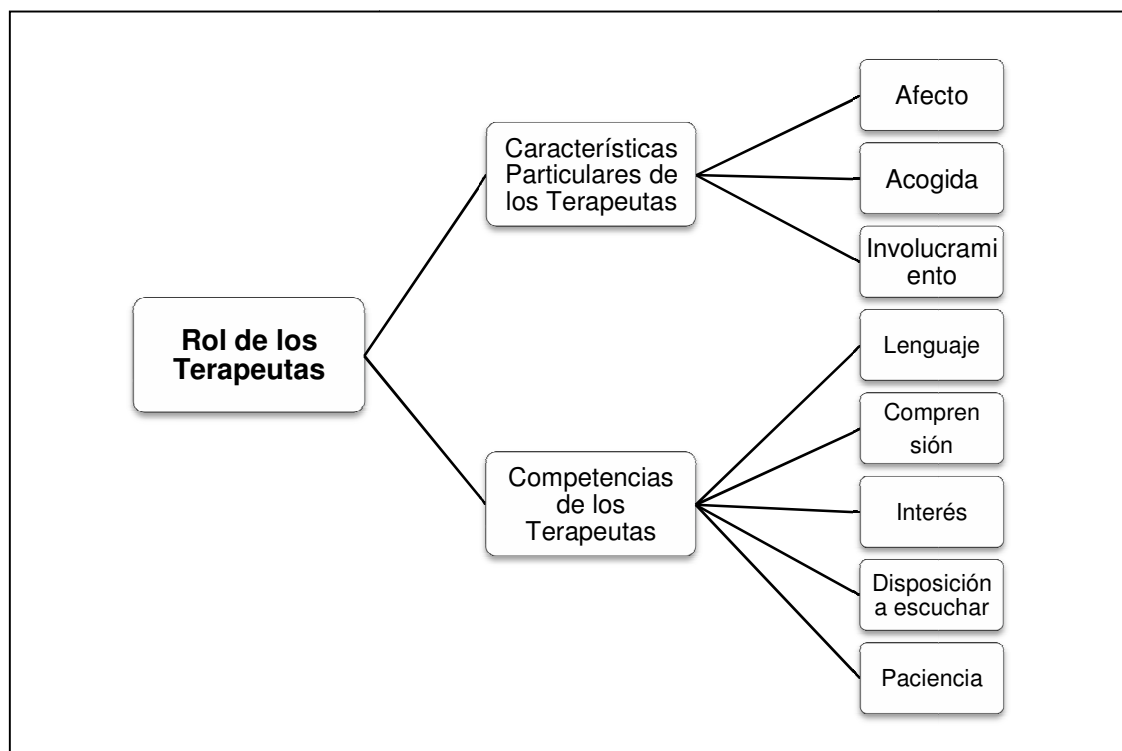 Rol de los
Terapeutas
Característícas
Particulares de
los Terapeutas
Afecto
Acogida
Involucrami
ento
Competencias
de los
Terapeutas
Lenguaje
Compren
sión
Interés
Disposición
a escuchar
Paciencia